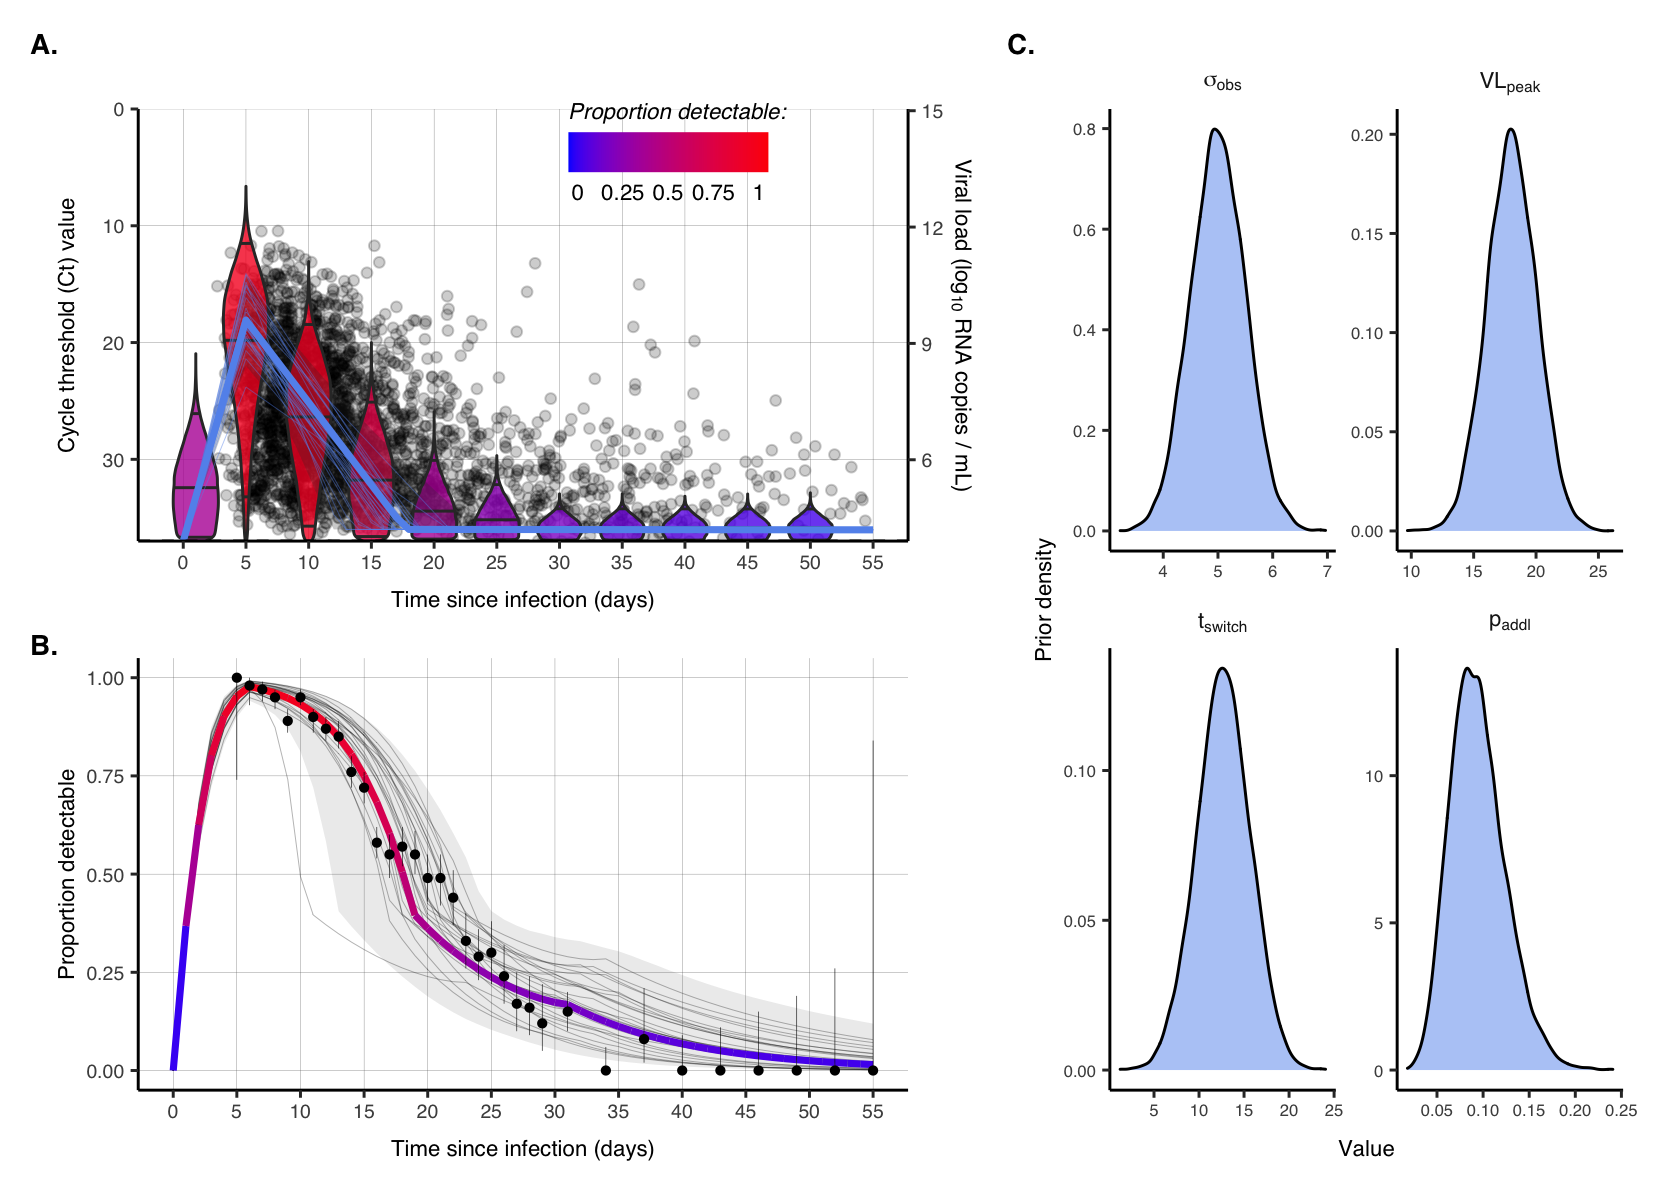 A.
Proportion detectable:
0 0.25 0.5 0.75 1
Cycle threshold (Ct) value
0
10
20
30
Viral load (log10 RNA copies / mL)
15
12
9
6
0 5 10 15 20 25 30 35 40 45 50 55
Time since infection (days)
B.
Proportion detectable
1.00
0.75
0.50
0.25
0.00
0 5 10 15 20 25 30 35 40 45 50 55
Time since infection (days)
C.
Prior density
σobs
0.8
0.6
0.4
0.2
0.0
4 5 6 7
VLpeak
0.20
0.15
0.10
0.05
0.00
10 15 20 25
tswitch
0.10
0.05
0.00
5 10 15 20 25
paddl
10
5
0
0.05 0.10 0.15 0.20 0.25
Value